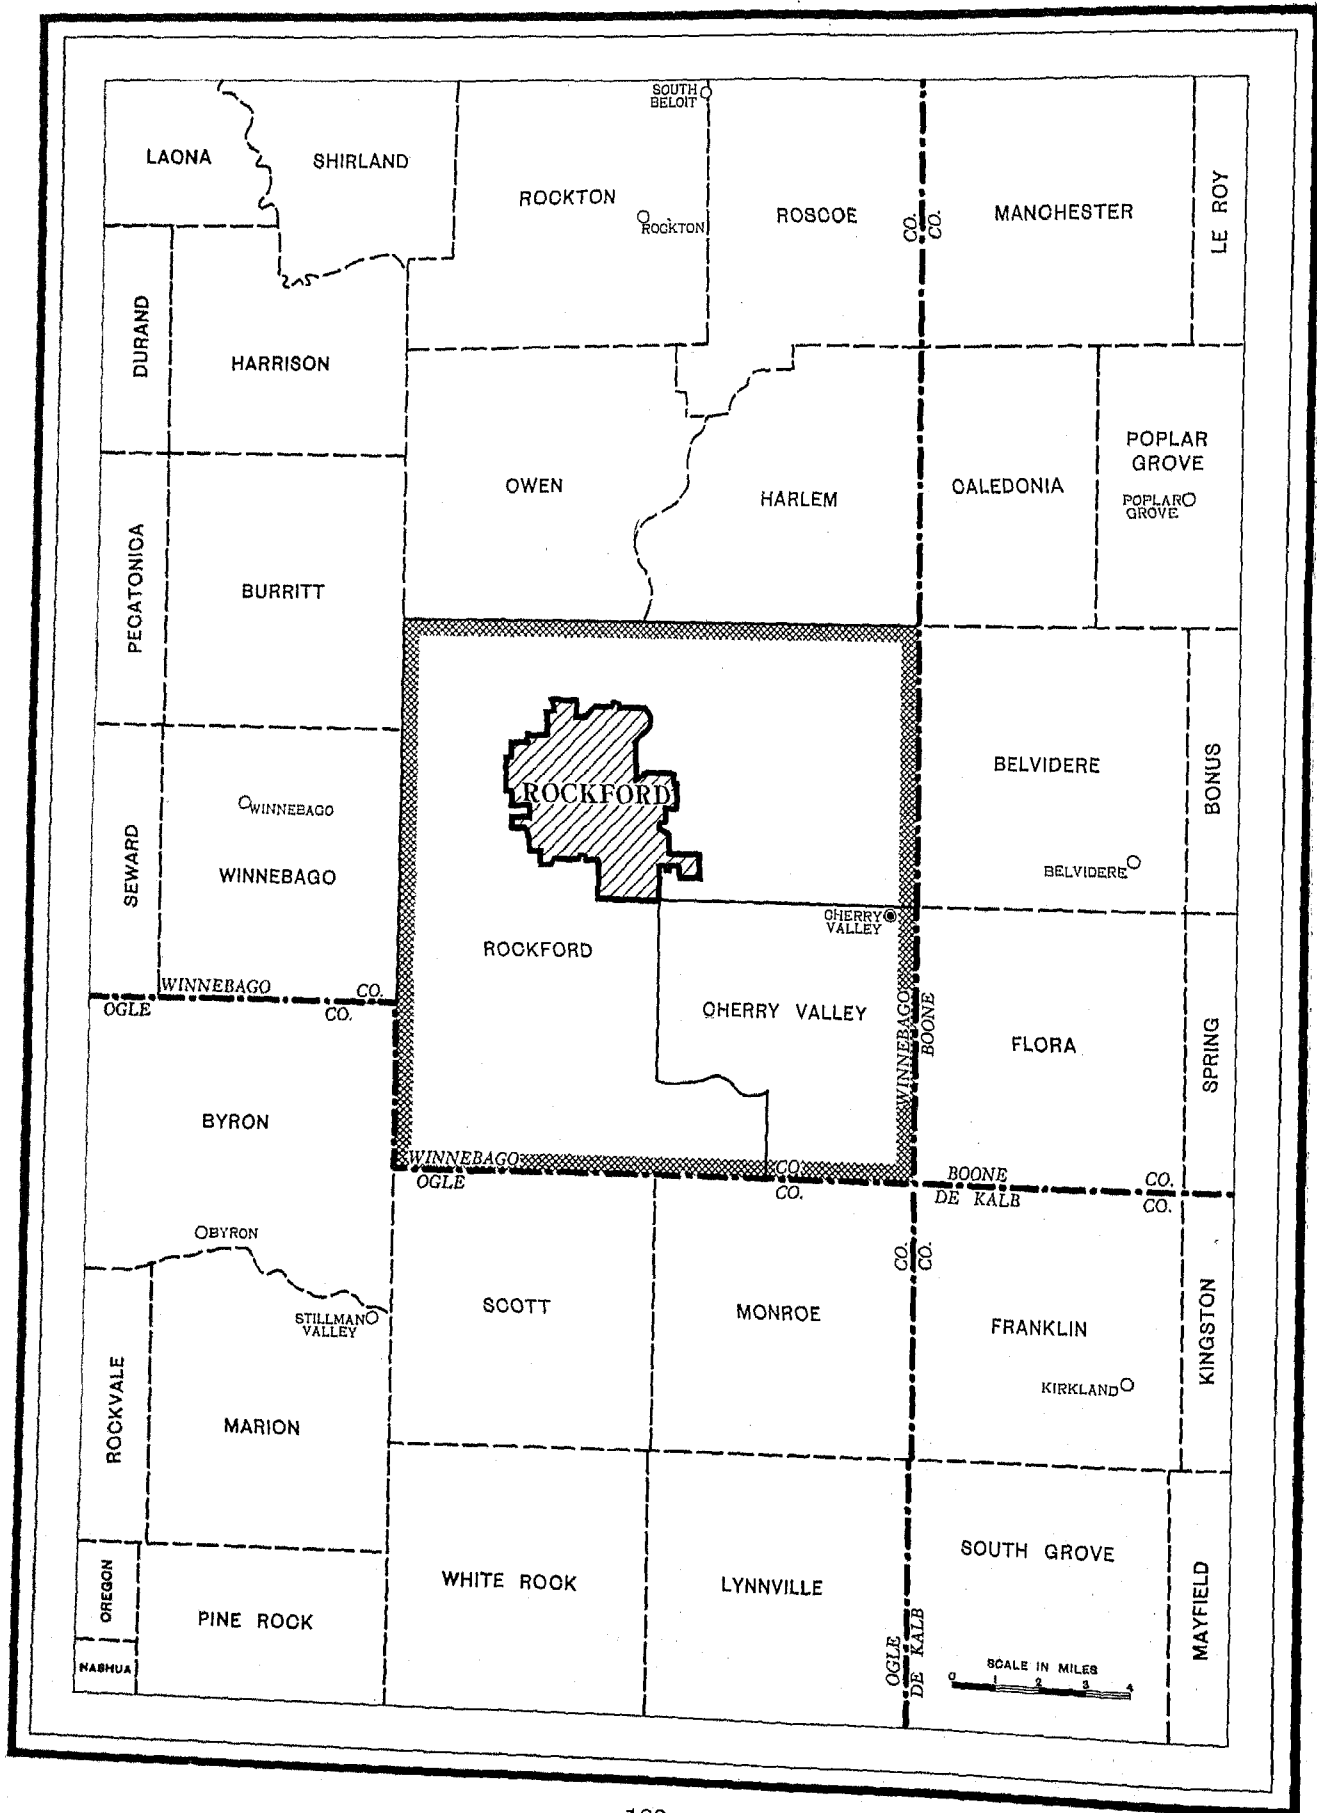 SOUTH
BELOIT
LAONA
SHIRLAND
ROCKTON
ROCKTON
ROSCOE
CO.
CO.
MANCHESTER
LE ROY
DURAND
HARRISON
OWEN
HARLEM
CALEDONIA
POPLAR
GROVE
POPLAR
GROVE
PECATONICA
BURRITT
ROCKFORD
BELVIDERE
BELVIDERE
BONUS
WINNEBAGO
WINNEBAGO
SEWARD
CHERRY
VALLEY
ROCKFORD
CHERRY VALLEY
WINNEBAGO
BOONE
FLORA
SPRING
WINNEBAGO CO.
OGLE CO.
BYRON
WINNEBAGO CO.
OGLE CO.
BOONE CO.
DE KALB CO.
BYRON
STILLMAN
VALLEY
SCOTT
MONROE
CO.
CO.
FRANKLIN
KIRKLAND
KINGSTON
ROCKVALE
MARION
WHITE ROCK
LYNNVILLE
SOUTH GROVE
OREGON
PINE ROCK
NASHUA
OGLE
DE KALB
MAYFIELD
SCALE IN MILES
0 1 2 3 4